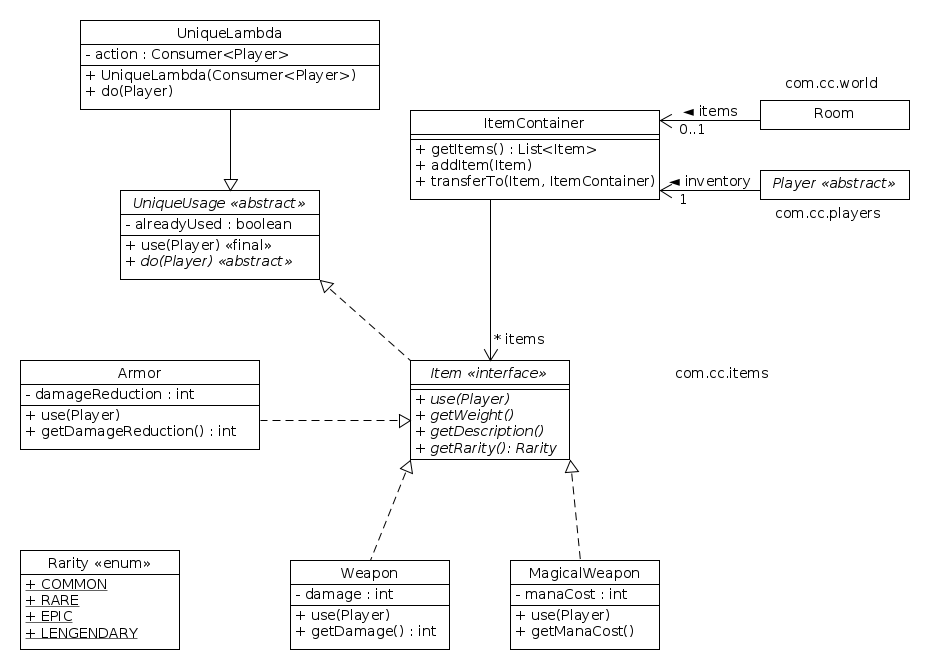 UniqueLambda
- action : Consumer<Player>
+ UniqueLambda(Consumer<Player>)
+ do(Player)
com.cc.world
Room
◄ items
0..1
ItemContainer
+ getItems() : List<Item>
+ addItem(Item)
+ transferTo(Item, ItemContainer)
◄ inventory
1
Player «abstract»
com.cc.players
UniqueUsage «abstract»
- alreadyUsed : boolean
+ use(Player) «final»
+ do(Player) «abstract»
* items
Armor
- damageReduction : int
+ use(Player)
+ getDamageReduction() : int
Item «interface»
+ use(Player)
+ getWeight()
+ getDescription()
+ getRarity(): Rarity
com.cc.items
Rarity «enum»
+ COMMON
+ RARE
+ EPIC
+ LENGENDARY
Weapon
- damage : int
+ use(Player)
+ getDamage() : int
MagicalWeapon
- manaCost : int
+ use(Player)
+ getManaCost()